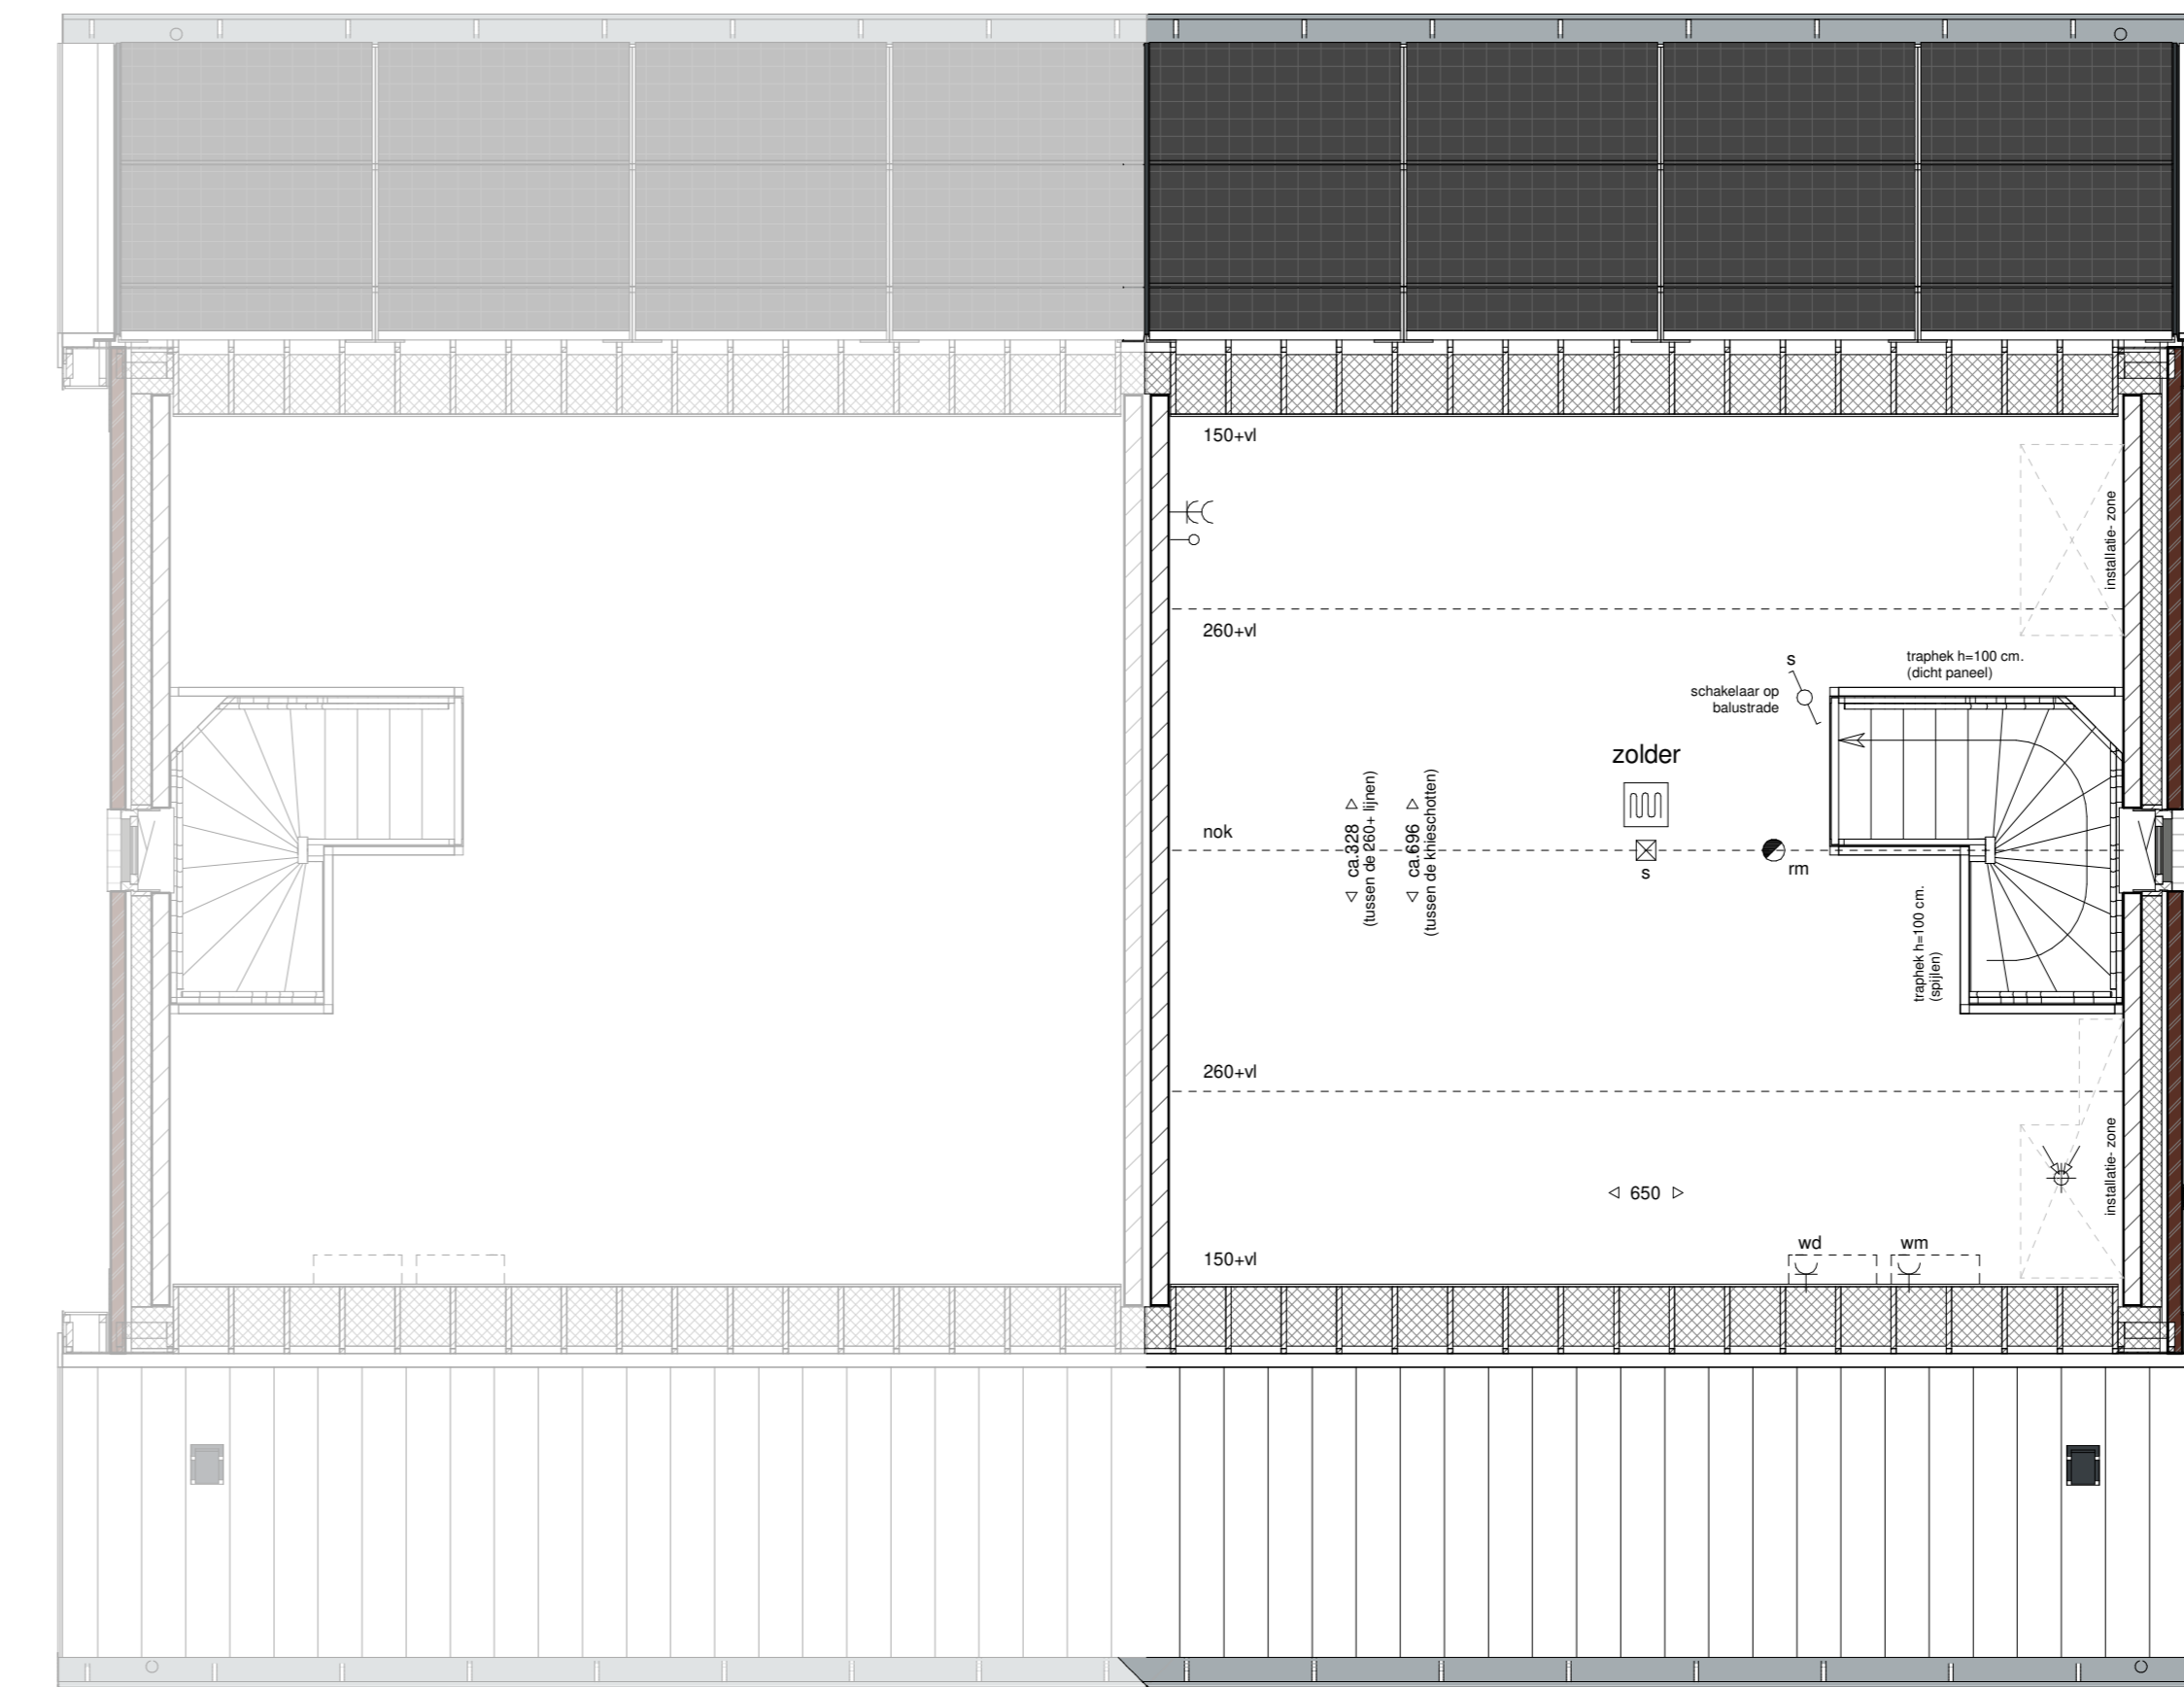 150+vl
installatie- zone
260+vl
s
schakelaar op
balustrade
traphek h=100 cm.
(dicht paneel)
zolder
nok
ca.328
(tussen de 260+ lijnen)
ca.696
(tussen de knieschotten)
s
rm
traphek h=100 cm.
(spijlen)
260+vl
installatie- zone
650
wd
wm
150+vl